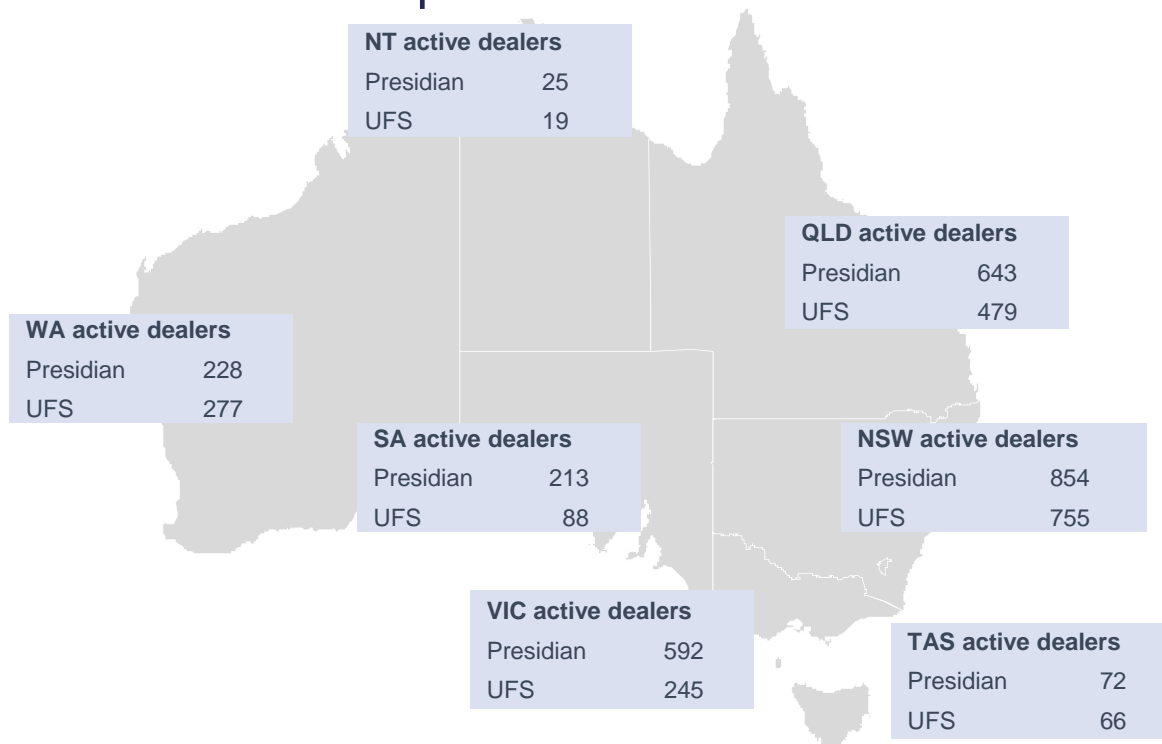 NT active dealers
Presidian 25
UFS 19
QLD active dealers
Presidian 643
UFS 479
WA active dealers
Presidian 228
UFS 277
SA active dealers
Presidian 213
UFS 88
NSW active dealers
Presidian 854
UFS 755
VIC active dealers
Presidian 592
UFS 245
TAS active dealers
Presidian 72
UFS 66